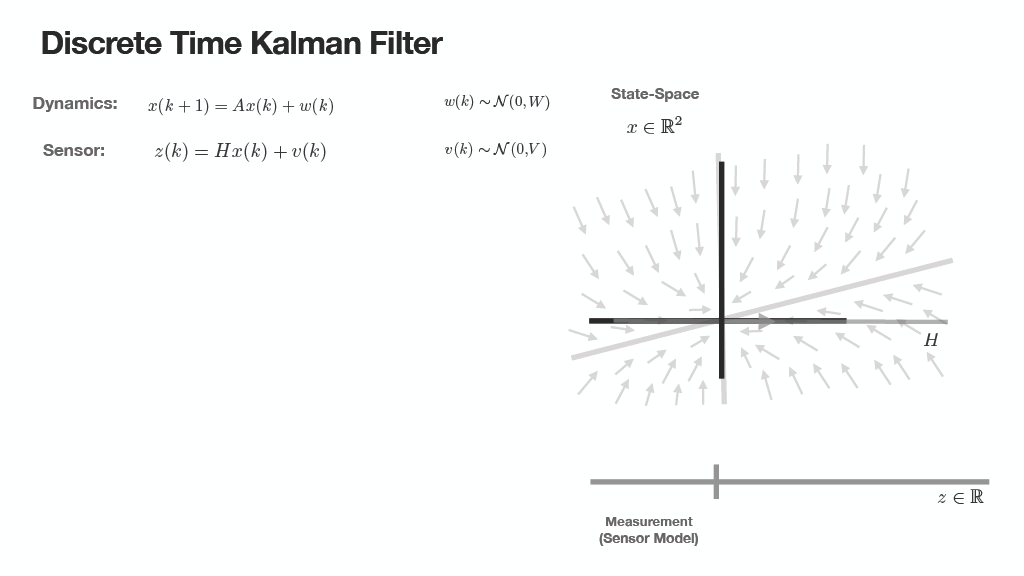 Discrete Time Kalman Filter
Dynamics: x(k + 1) = Ax(k) + w(k) w(k) ∼ 𝒩(0, W)
Sensor: z(k) = Hx(k) + v(k) v(k) ∼ 𝒩(0,V)
State-Space
x ∈ ℝ²
H
z ∈ ℝ
Measurement
(Sensor Model)